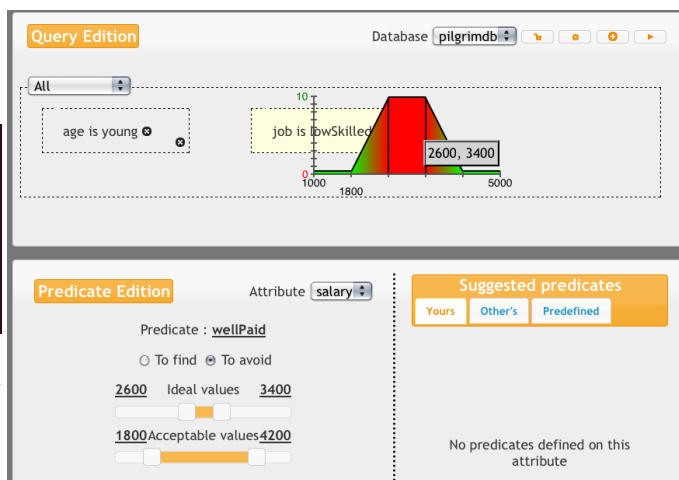 Query Edition
Database pilgrimdb
All
age is young
job is lowSkilled
10
0
1000
1800
5000
2600, 3400
Predicate Edition
Attribute salary
Predicate : wellPaid
To find To avoid
2600 Ideal values 3400
1800 Acceptable values 4200
Suggested predicates
Yours Other's Predefined
No predicates defined on this
attribute